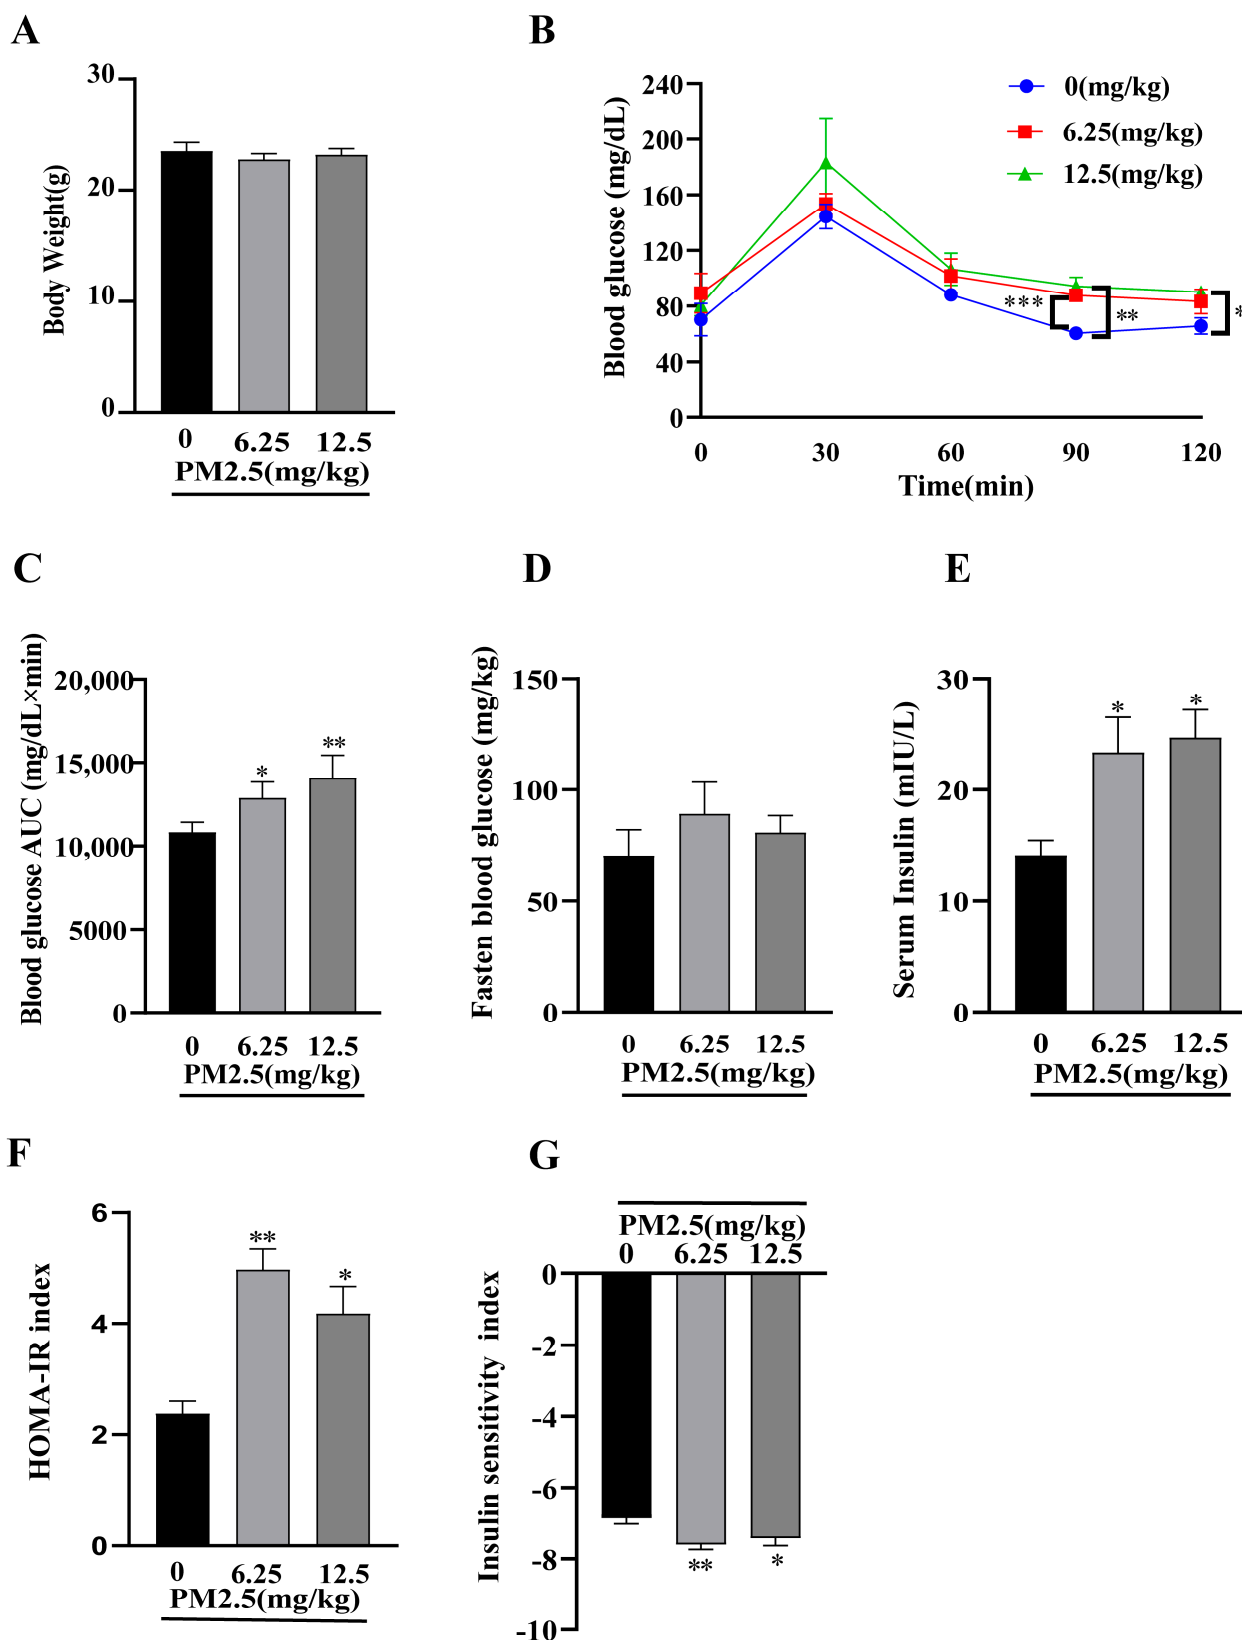 A
Body Weight(g)
30
20
10
0
0 6.25 12.5
PM2.5(mg/kg)
B
Blood glucose (mg/dL)
240
200
160
120
80
40
0
0(mg/kg)
6.25(mg/kg)
12.5(mg/kg)
*** ** *
0 30 60 90 120
Time(min)
C
Blood glucose AUC (mg/dL×min)
20,000
15,000
10,000
5000
0
* **
0 6.25 12.5
PM2.5(mg/kg)
D
Fasten blood glucose (mg/kg)
150
100
50
0
0 6.25 12.5
PM2.5(mg/kg)
E
Serum Insulin (mIU/L)
30
20
10
0
* *
0 6.25 12.5
PM2.5(mg/kg)
F
HOMA-IR index
6
4
2
0
** *
0 6.25 12.5
PM2.5(mg/kg)
G
Insulin sensitivity index
PM2.5(mg/kg)
0 6.25 12.5
0
-2
-4
-6
-8
-10
** *